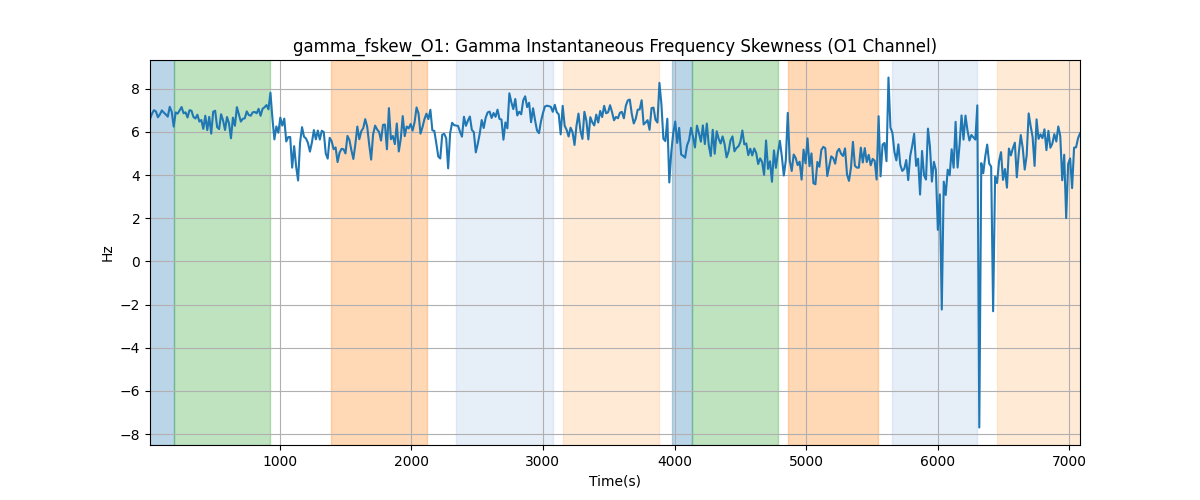 gamma_fskew_O1: Gamma Instantaneous Frequency Skewness (O1 Channel)
8
6
4
2
0
−2
−4
−6
−8
Hz
1000 2000 3000 4000 5000 6000 7000
Time(s)